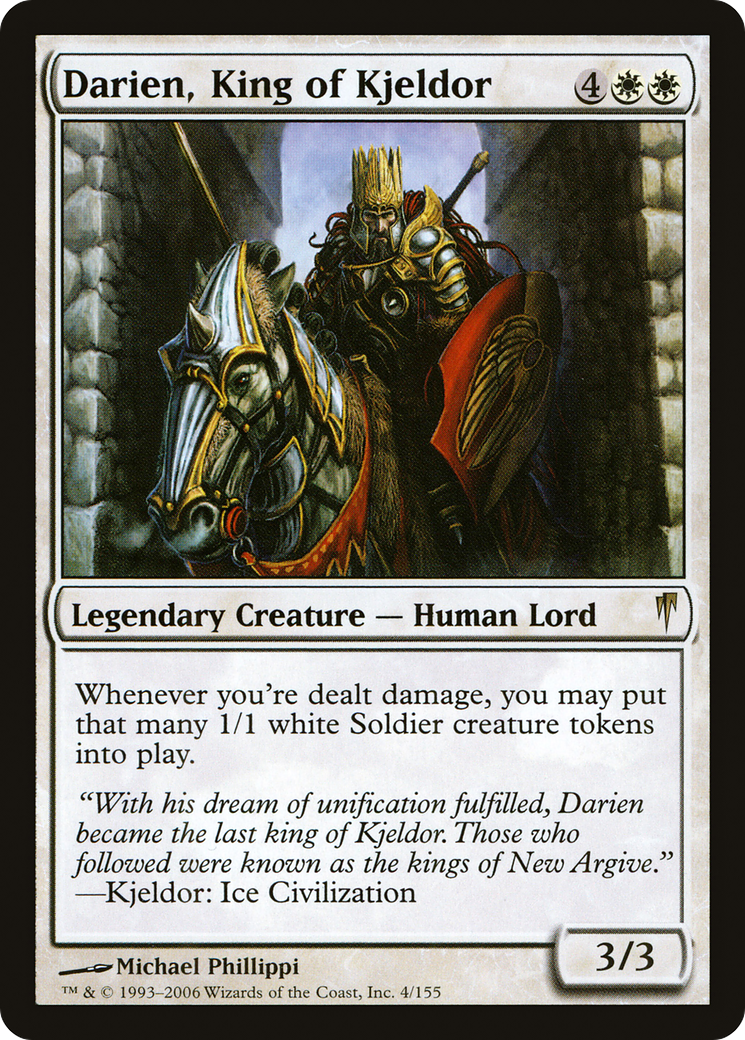 Darien, King of Kjeldor 4
Legendary Creature — Human Lord
Whenever you're dealt damage, you may put
that many 1/1 white Soldier creature tokens
into play.
"With his dream of unification fulfilled, Darien
became the last king of Kjeldor. Those who
followed were known as the kings of New Argive."
—Kjeldor: Ice Civilization
3/3
Michael Phillippi
™ & © 1993–2006 Wizards of the Coast, Inc. 4/155